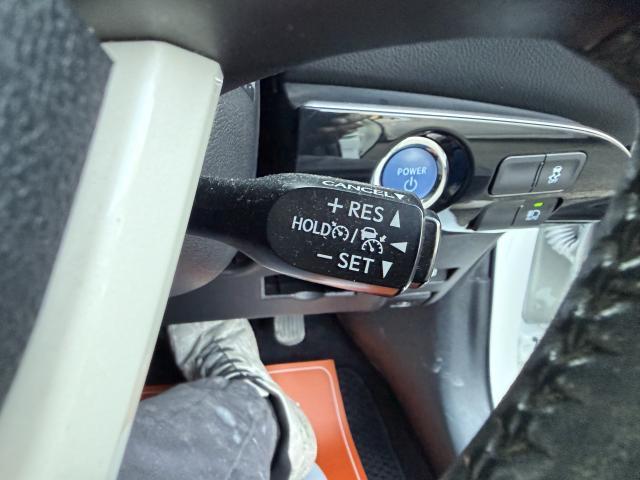 POWER
CANCEL
+ RES ▲
HOLD /
− SET ▼